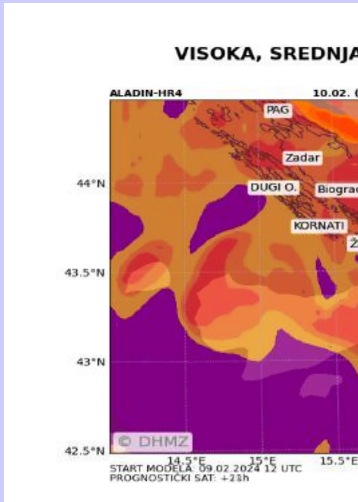 VISOKA, SREDNJA
ALADIN-HR4 10.02. (
PAG
Zadar
44°N
DUGI O. Biograd
KORNATI
Ž
43.5°N
43°N
42.5°N
© DHMZ
14.5°E 15°E 15.5°E
START MODELA: 09.02.2024 12 UTC
PROGNOSTIČKI SAT: +21h